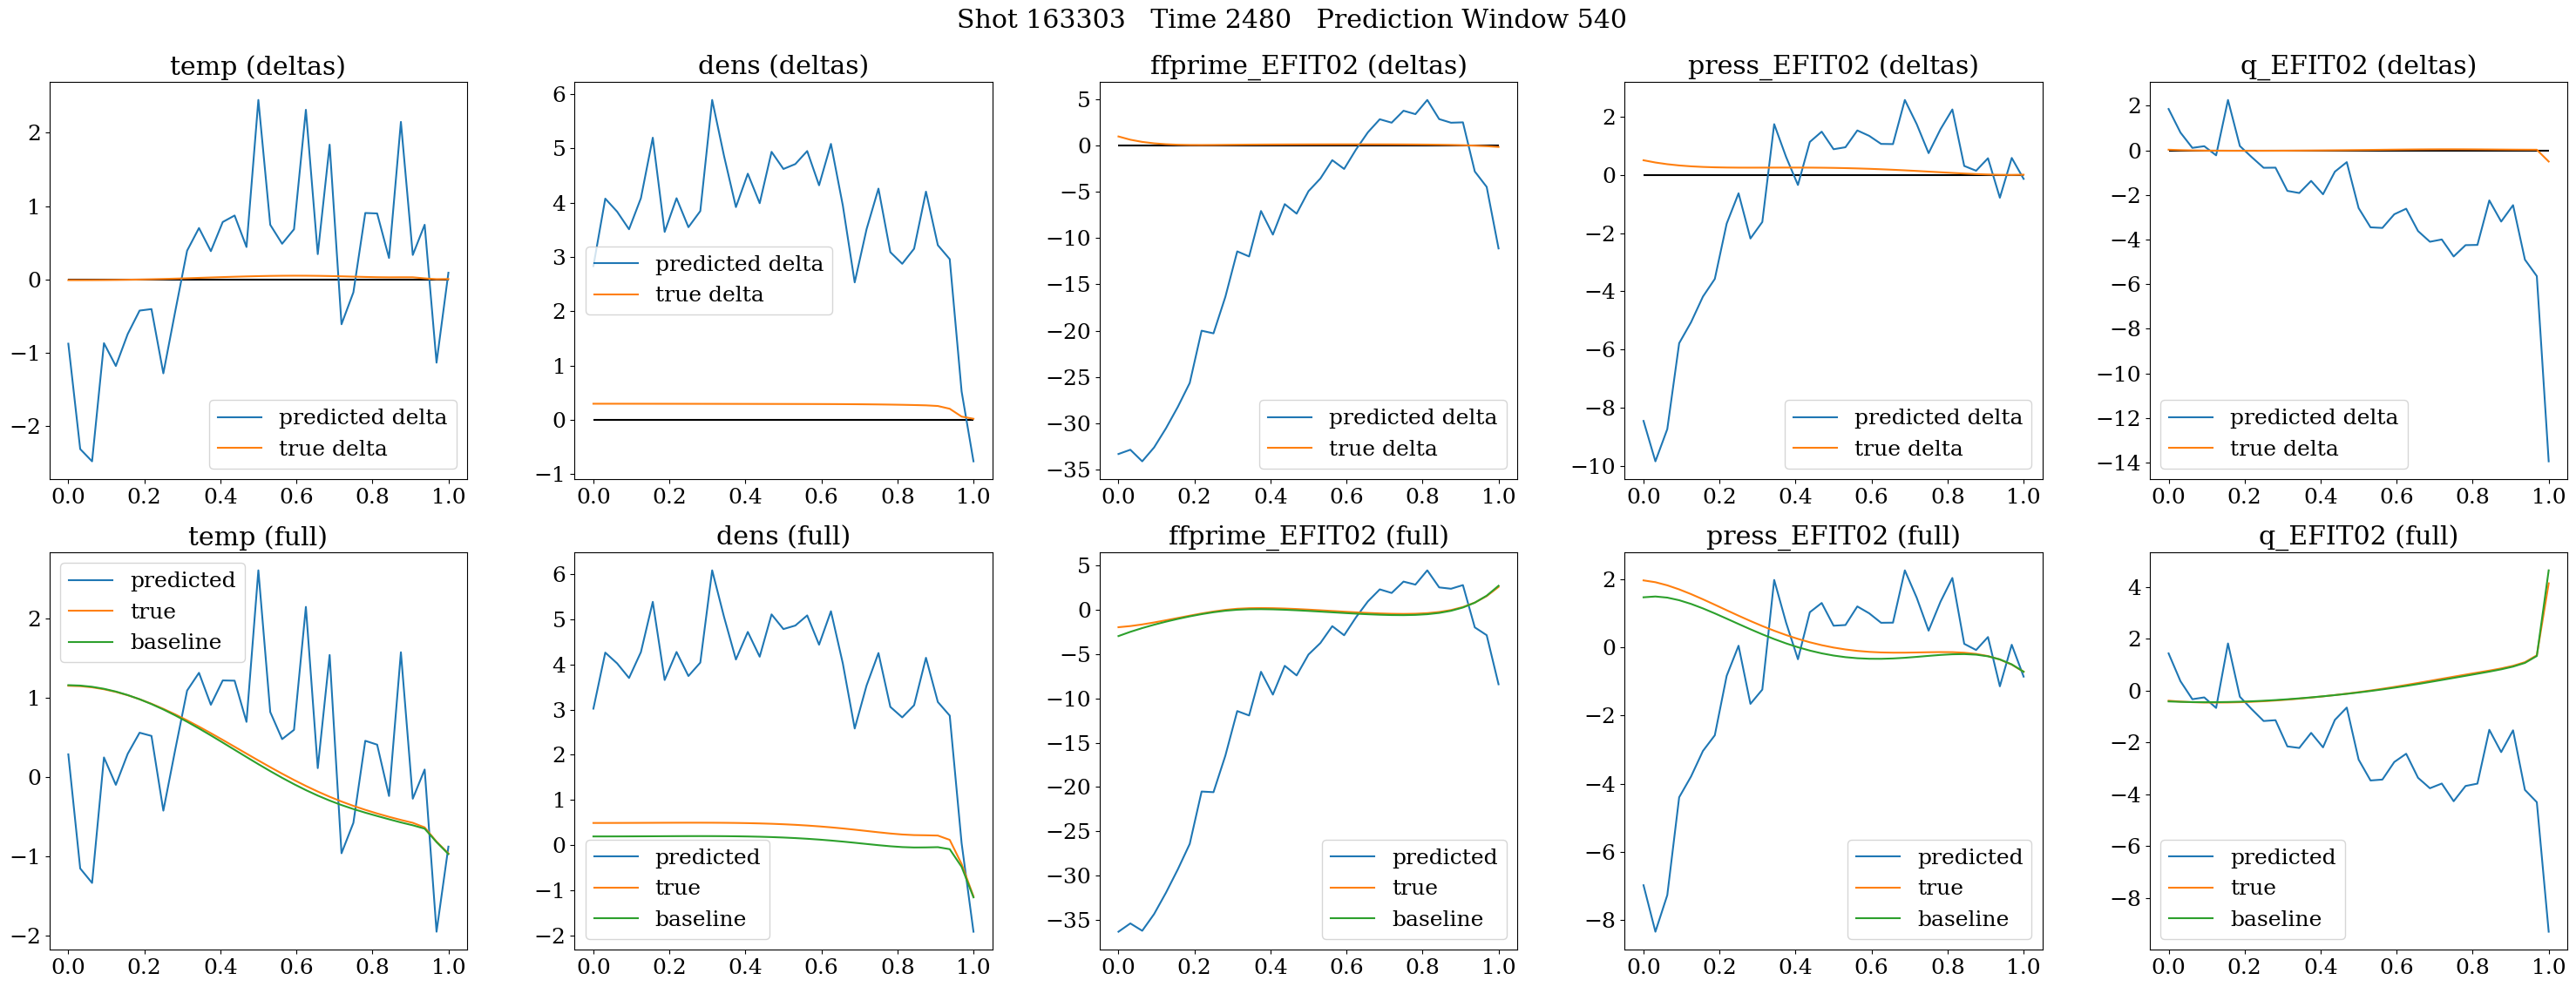 Shot 163303   Time 2480   Prediction Window 540
temp (deltas)
2
1
0
−1
−2
0.0 0.2 0.4 0.6 0.8 1.0
predicted delta
true delta
dens (deltas)
6
5
4
3
2
1
0
−1
0.0 0.2 0.4 0.6 0.8 1.0
predicted delta
true delta
ffprime_EFIT02 (deltas)
5
0
−5
−10
−15
−20
−25
−30
−35
0.0 0.2 0.4 0.6 0.8 1.0
predicted delta
true delta
press_EFIT02 (deltas)
2
0
−2
−4
−6
−8
−10
0.0 0.2 0.4 0.6 0.8 1.0
predicted delta
true delta
q_EFIT02 (deltas)
2
0
−2
−4
−6
−8
−10
−12
−14
0.0 0.2 0.4 0.6 0.8 1.0
predicted delta
true delta
temp (full)
2
1
0
−1
−2
0.0 0.2 0.4 0.6 0.8 1.0
predicted
true
baseline
dens (full)
6
5
4
3
2
1
0
−1
−2
0.0 0.2 0.4 0.6 0.8 1.0
predicted
true
baseline
ffprime_EFIT02 (full)
5
0
−5
−10
−15
−20
−25
−30
−35
0.0 0.2 0.4 0.6 0.8 1.0
predicted
true
baseline
press_EFIT02 (full)
2
0
−2
−4
−6
−8
0.0 0.2 0.4 0.6 0.8 1.0
predicted
true
baseline
q_EFIT02 (full)
4
2
0
−2
−4
−6
−8
0.0 0.2 0.4 0.6 0.8 1.0
predicted
true
baseline